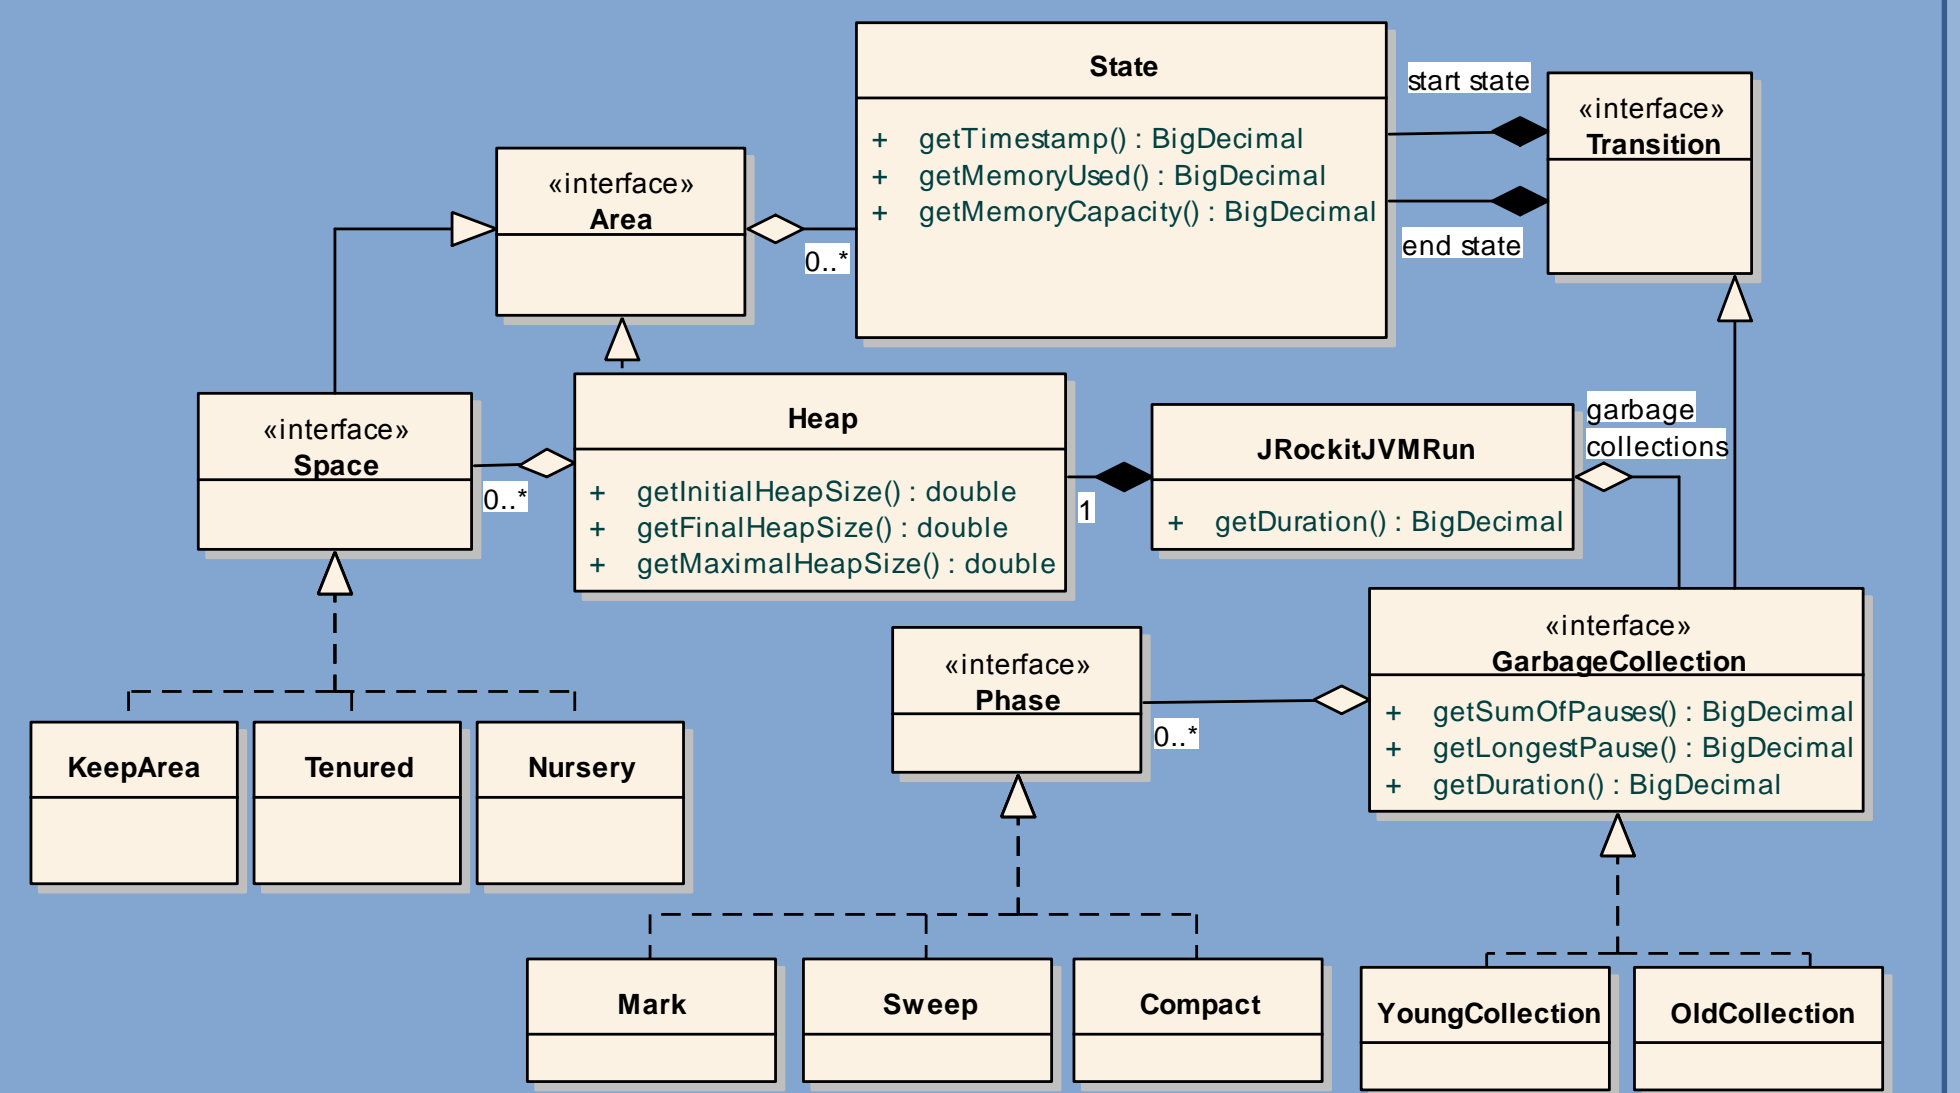 State
+ getTimestamp() : BigDecimal
+ getMemoryUsed() : BigDecimal
+ getMemoryCapacity() : BigDecimal
start state
end state
«interface»
Transition
«interface»
Area
0..*
«interface»
Space
0..*
Heap
+ getInitialHeapSize() : double
+ getFinalHeapSize() : double
+ getMaximalHeapSize() : double
1
JRockitJVMRun
+ getDuration() : BigDecimal
garbage
collections
«interface»
GarbageCollection
+ getSumOfPauses() : BigDecimal
+ getLongestPause() : BigDecimal
+ getDuration() : BigDecimal
«interface»
Phase
0..*
KeepArea
Tenured
Nursery
Mark
Sweep
Compact
YoungCollection
OldCollection